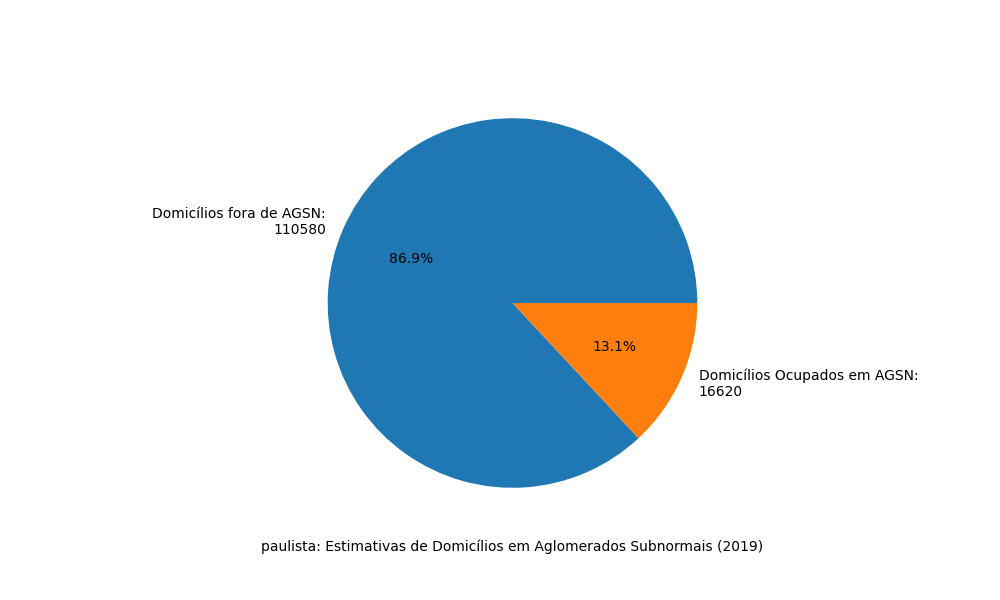 Domicílios fora de AGSN:
110580
86.9%
13.1%
Domicílios Ocupados em AGSN:
16620
paulista: Estimativas de Domicílios em Aglomerados Subnormais (2019)